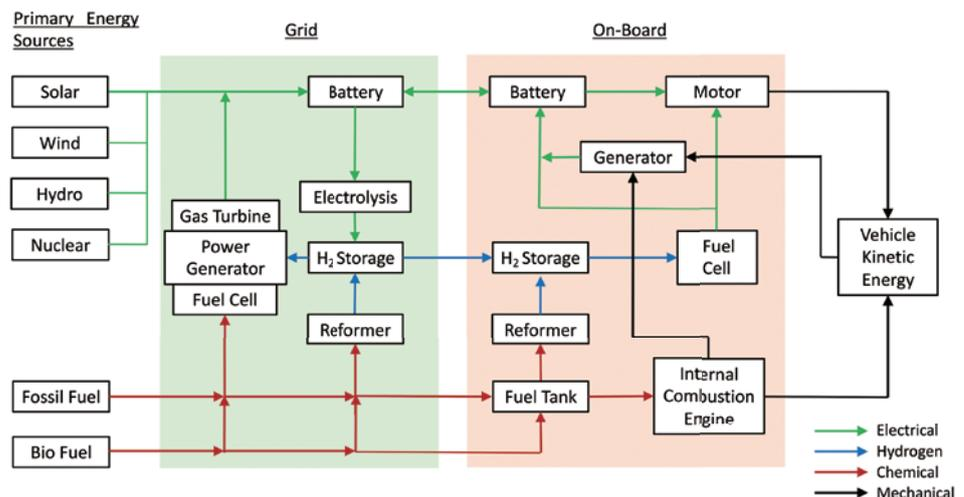 Primary Energy
Sources
Grid
On-Board
Solar
Battery
Battery
Motor
Wind
Generator
Hydro
Electrolysis
Gas Turbine
Nuclear
Power
Generator
H₂ Storage
H₂ Storage
Fuel
Cell
Vehicle
Kinetic
Energy
Fuel Cell
Reformer
Reformer
Fossil Fuel
Fuel Tank
Internal
Combustion
Engine
Bio Fuel
Electrical
Hydrogen
Chemical
Mechanical